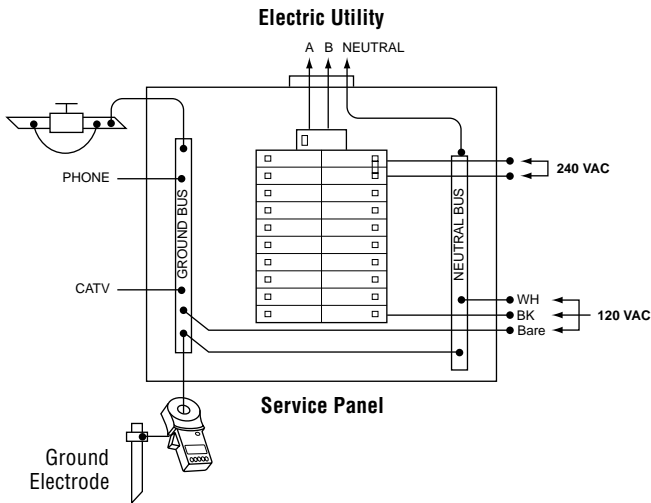 Electric Utility
A B NEUTRAL
PHONE
GROUND BUS
NEUTRAL BUS
240 VAC
CATV
WH
BK
120 VAC
Bare
Service Panel
Ground
Electrode